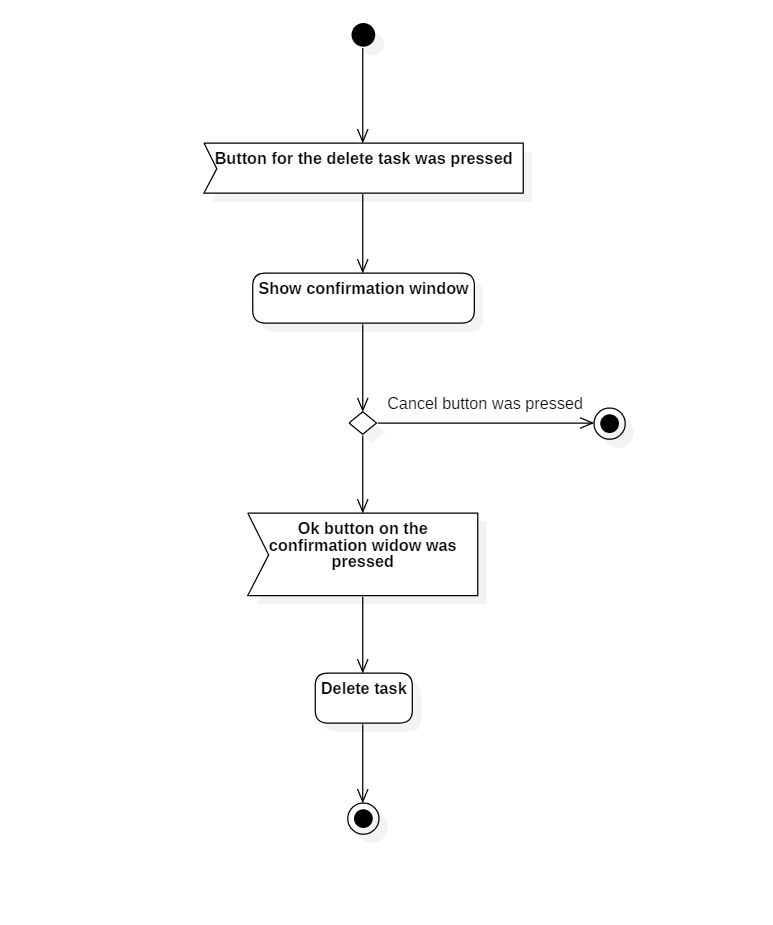 Button for the delete task was pressed
Show confirmation window
Cancel button was pressed
Ok button on the
confirmation widow was
pressed
Delete task